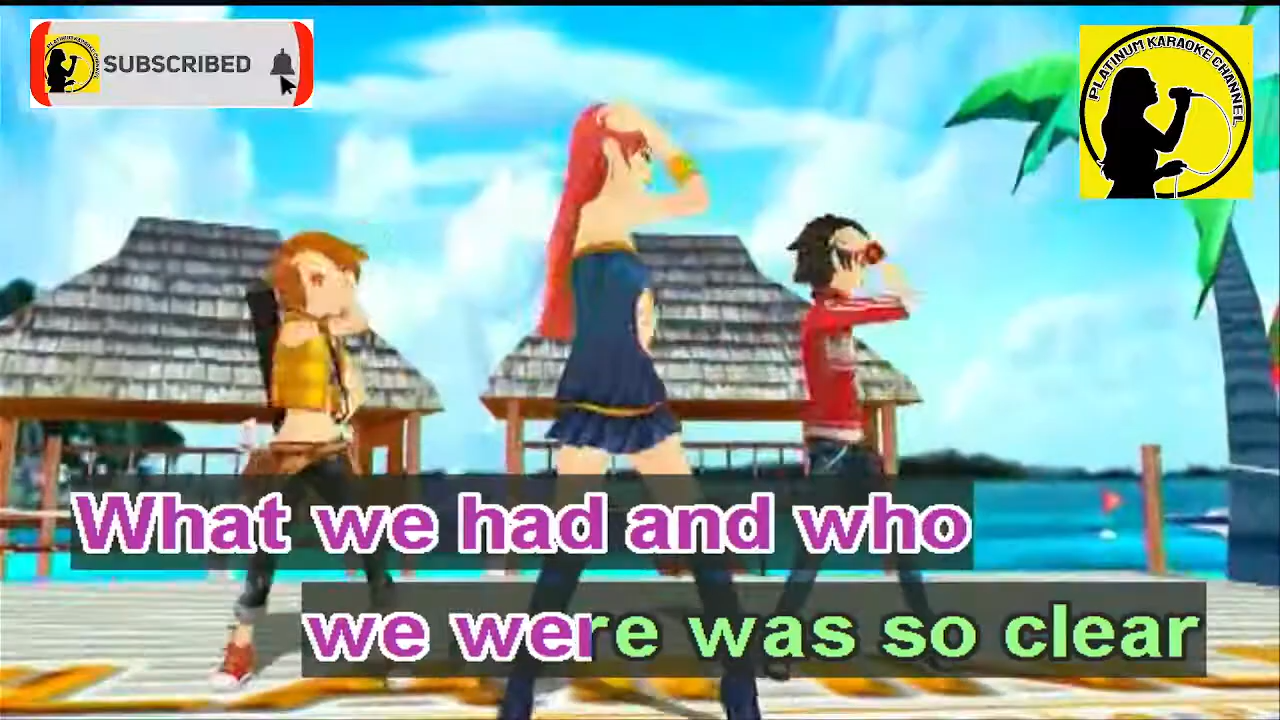 SUBSCRIBED
PLATINUM KARAOKE CHANNEL
What we had and who
we were was so clear